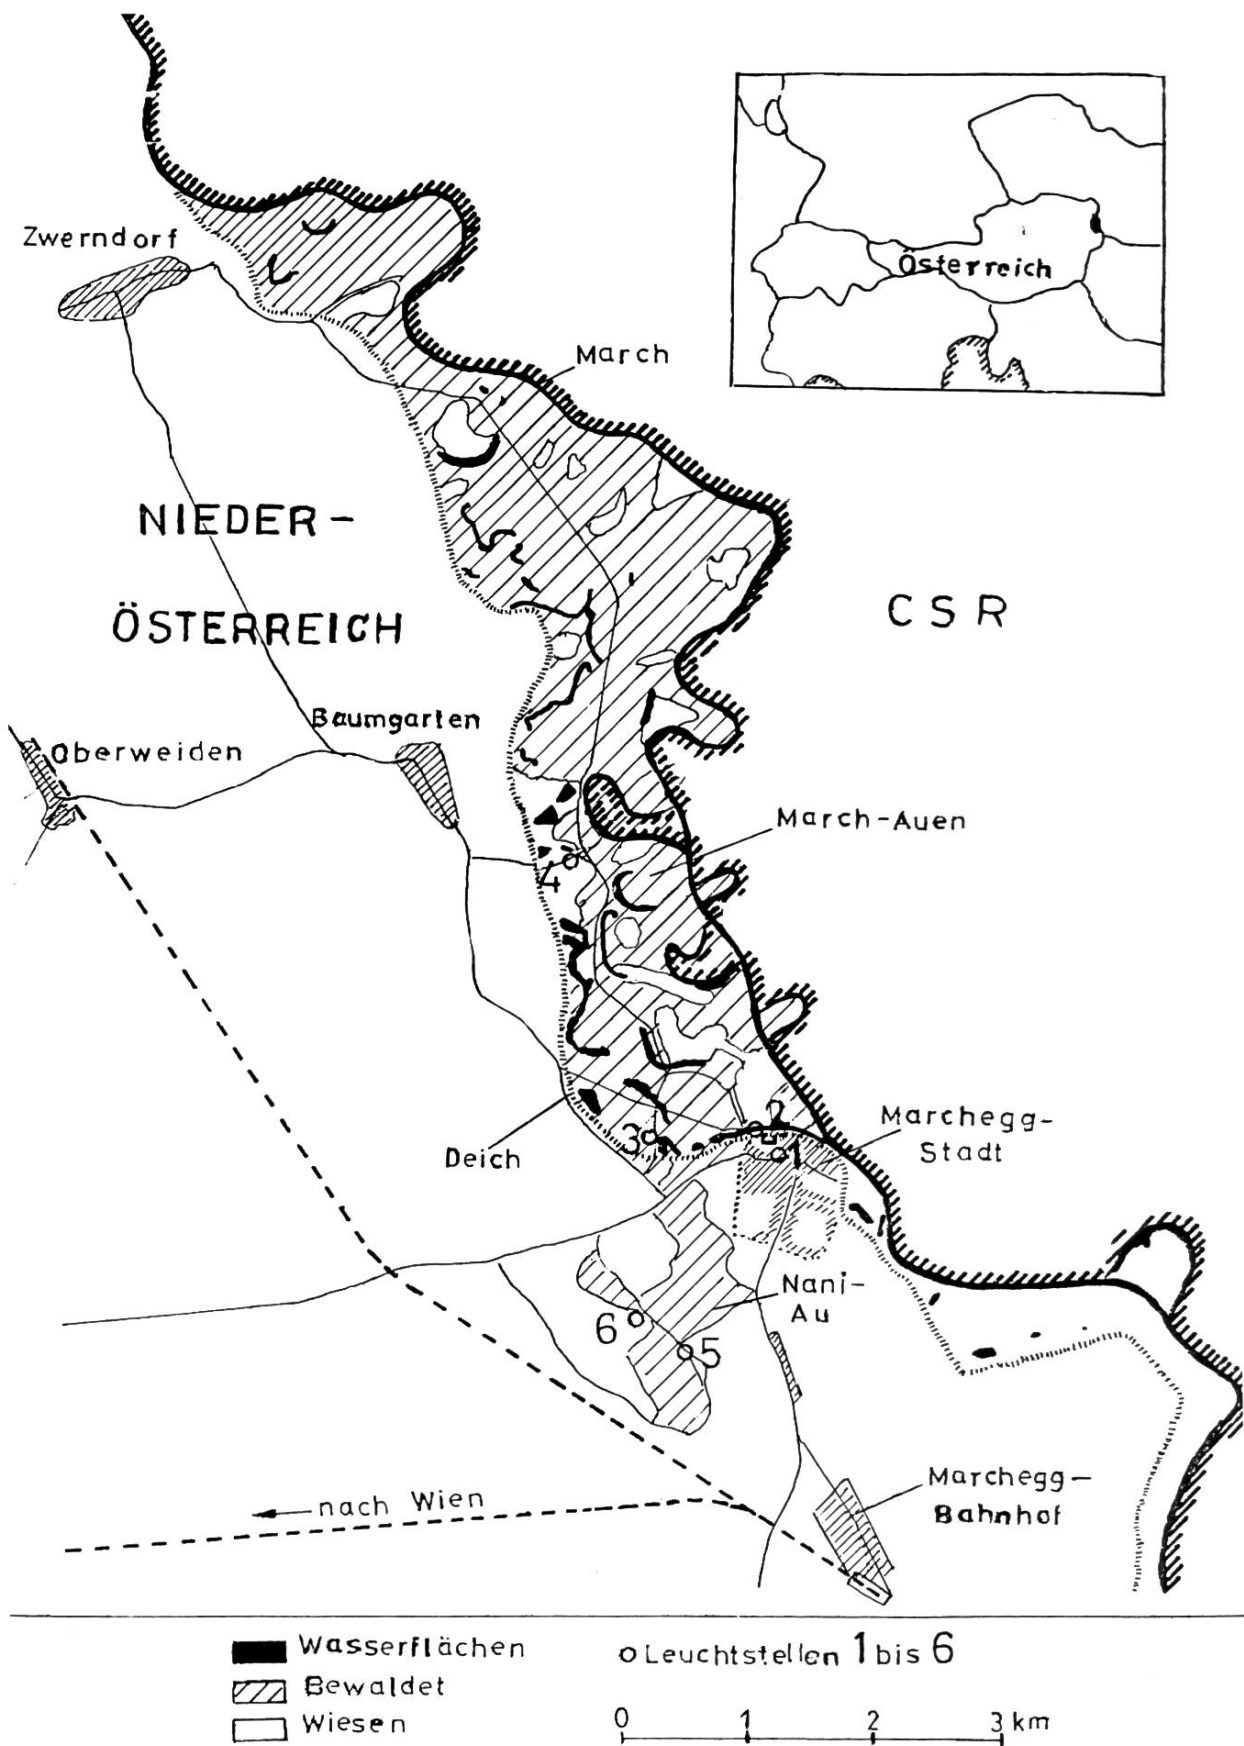 Zwerndorf
Österreich
March
NIEDER-
ÖSTERREICH
CSR
Baumgarten
Oberweiden
March-Auen
4
2
Marchegg-
Stadt
3
1
Deich
Nani-
Au
6
5
Marchegg-
Bahnhof
nach Wien
Wasserflächen
Leuchtstellen 1 bis 6
Bewaldet
Wiesen
0 1 2 3 km